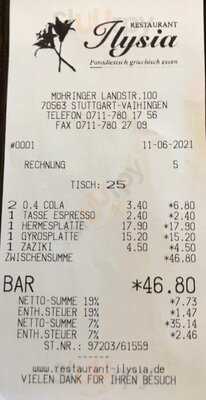 RESTAURANT
Ilysia
Paradiesisch griechisch essen
MÖHRINGER LANDSTR.100
70563 STUTTGART-VAIHINGEN
TELEFON 0711-780 17 56
FAX 0711-780 27 09
#0001 11-06-2021
RECHNUNG 5
TISCH: 25
2 0.4 COLA 3.40 *6.80
1 TASSE ESPRESSO 2.40 *2.40
1 HERMESPLATTE 17.90 *17.90
1 GYROSPLATTE 15.20 *15.20
1 ZAZIKI 4.50 *4.50
ZWISCHENSUMME *46.80
BAR *46.80
NETTO-SUMME 19% *7.73
ENTH.STEUER 19% *1.47
NETTO-SUMME 7% *35.14
ENTH.STEUER 7% *2.46
ST.NR.: 97203/61559
www.restaurant-ilysia.de
VIELEN DANK FÜR IHREN BESUCH